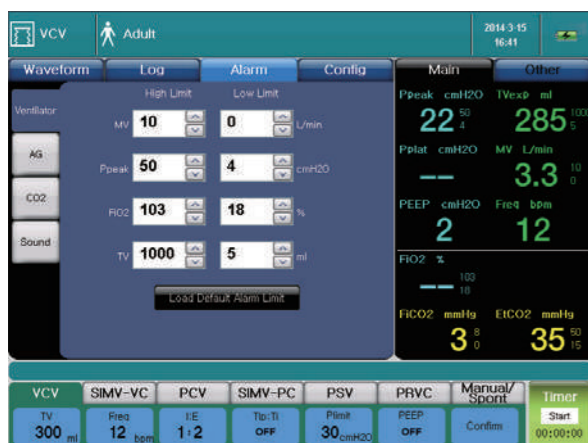 VCV
Adult
2014-3-15
16:41
Waveform Log Alarm Config Main Other
High Limit Low Limit
Ventilator
AG
CO2
Sound
MV 10 0 L/min
Ppeak 50 4 cmH2O
FiO2 103 18 %
TV 1000 5 ml
Load Default Alarm Limit
Ppeak cmH2O TVexp ml
22 50 4 285 1000 5
Pplat cmH2O MV L/min
-- 3.3 10 0
PEEP cmH2O Freq bpm
2 12
FiO2 %
-- 103 18
FiCO2 mmHg EtCO2 mmHg
3 8 0 35 50 15
VCV SIMV-VC PCV SIMV-PC PSV PRVC Manual/
Spont
Timer
TV Freq I:E Tip:Ti Plimit PEEP Confirm Start
300 ml 12 bpm 1:2 OFF 30 cmH2O OFF 00:00:00